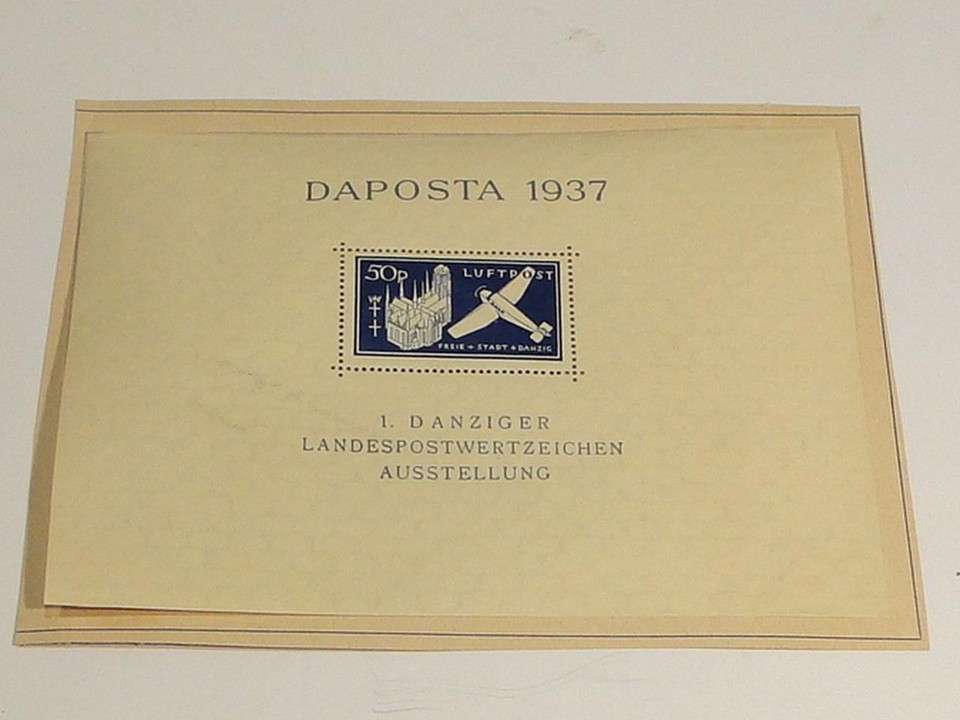 DAPOSTA 1937
50p LUFTPOST
FREIE + STADT + DANZIG
1. DANZIGER
LANDESPOSTWERTZEICHEN
AUSSTELLUNG